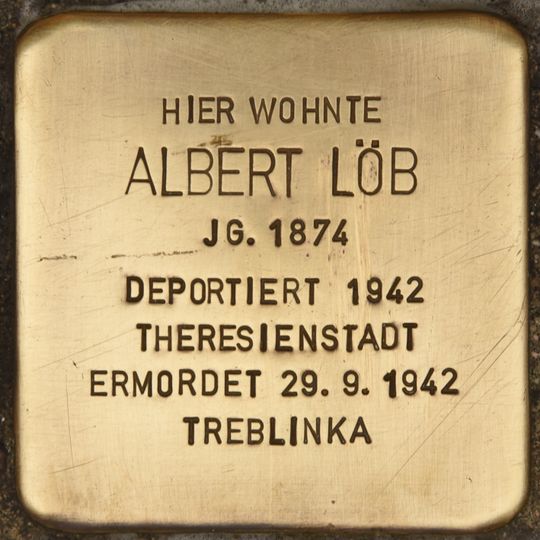 HIER WOHNTE
ALBERT LÖB
JG. 1874
DEPORTIERT 1942
THERESIENSTADT
ERMORDET 29. 9. 1942
TREBLINKA